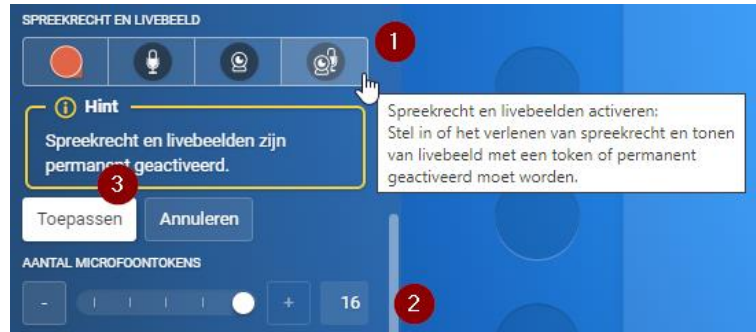 SPREEKRECHT EN LIVEBEELD
1
Hint
Spreekrecht en livebeelden zijn
permanent geactiveerd.
Spreekrecht en livebeelden activeren:
Stel in of het verlenen van spreekrecht en tonen
van livebeeld met een token of permanent
geactiveerd moet worden.
3
Toepassen
Annuleren
AANTAL MICROFOONTOKENS
- + 16
2